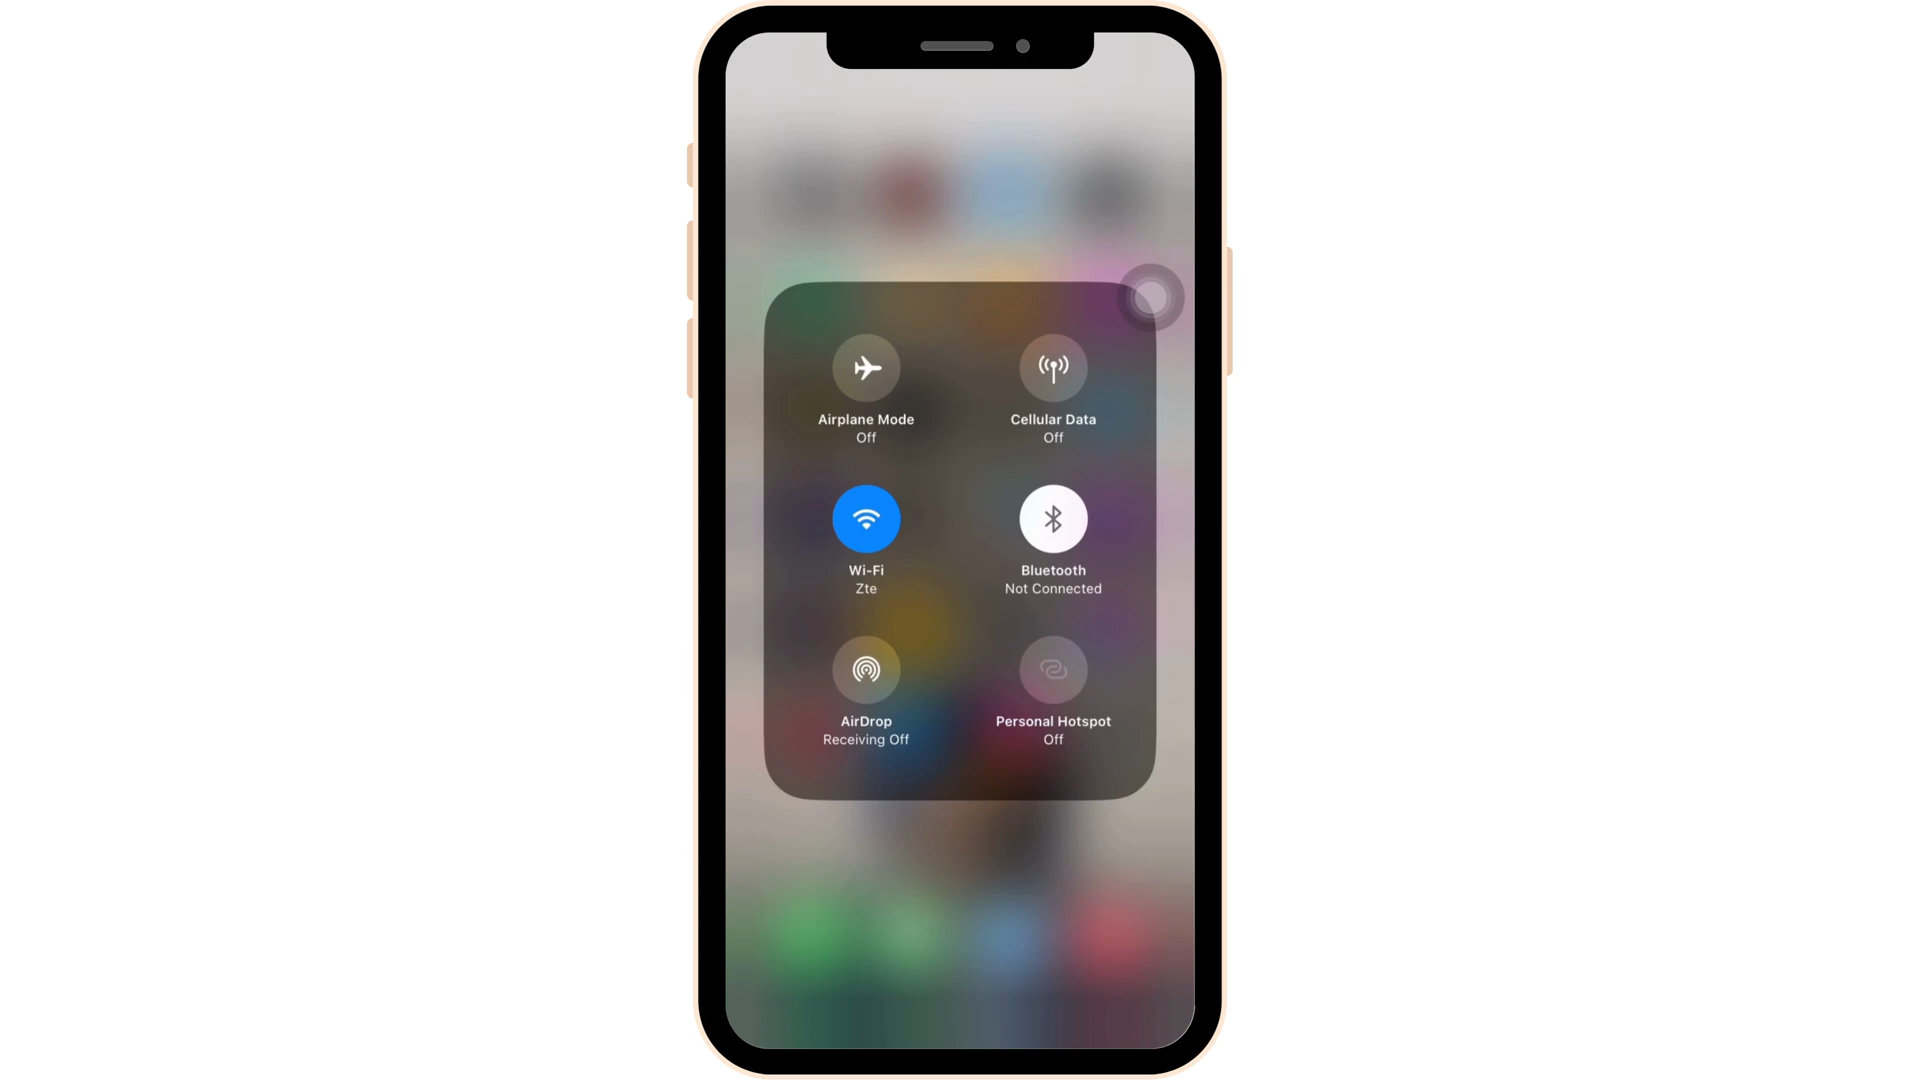 Airplane Mode
Off
Cellular Data
Off
Wi-Fi
Zte
Bluetooth
Not Connected
AirDrop
Receiving Off
Personal Hotspot
Off